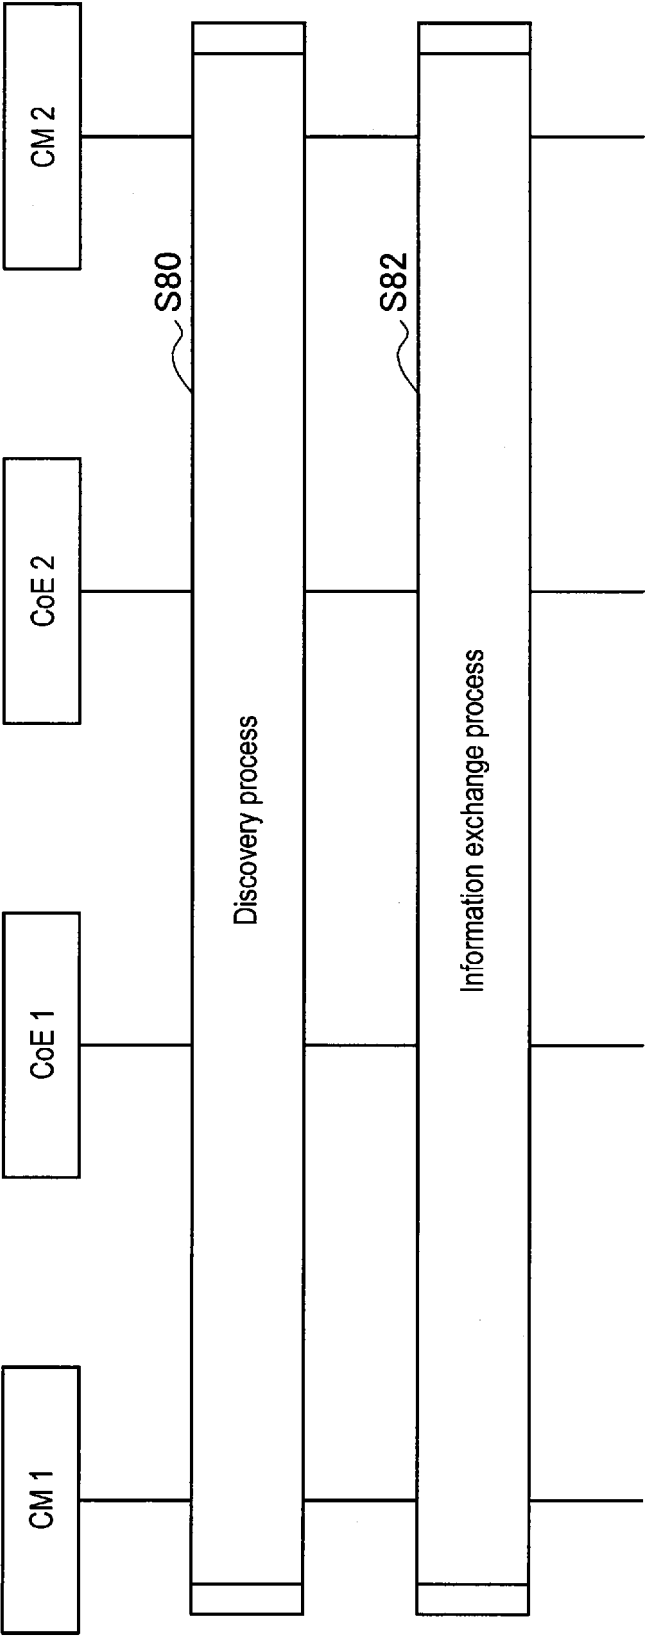 CM 1
CoE 1
CoE 2
CM 2
S80
Discovery process
S82
Information exchange process